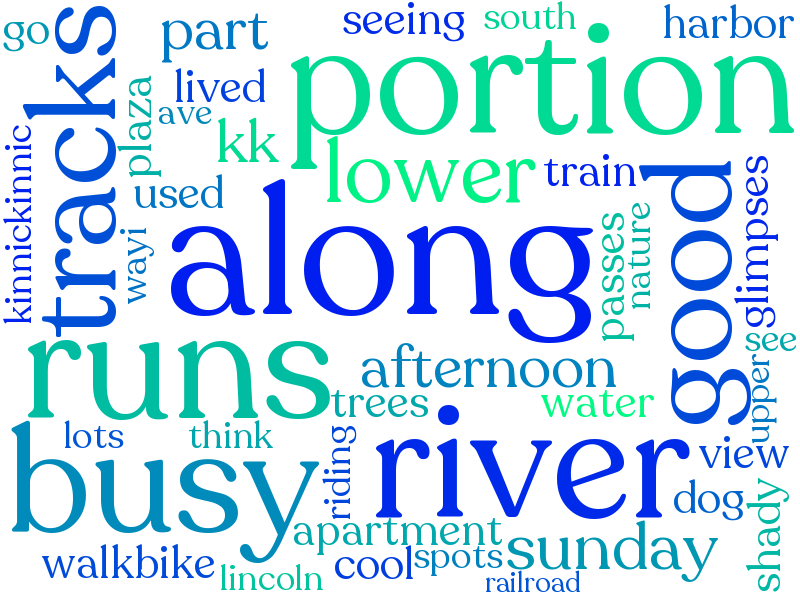 go
tracks
part
seeing
south
harbor
portion
lived
plaza
ave
kk
lower
train
kinnickinnic
used
along
good
glimpses
wayi
passes
nature
runs
afternoon
see
upper
trees
water
lots
think
busy
riding
river
view
dog
shady
apartment
sunday
walkbike
cool
spots
lincoln
railroad